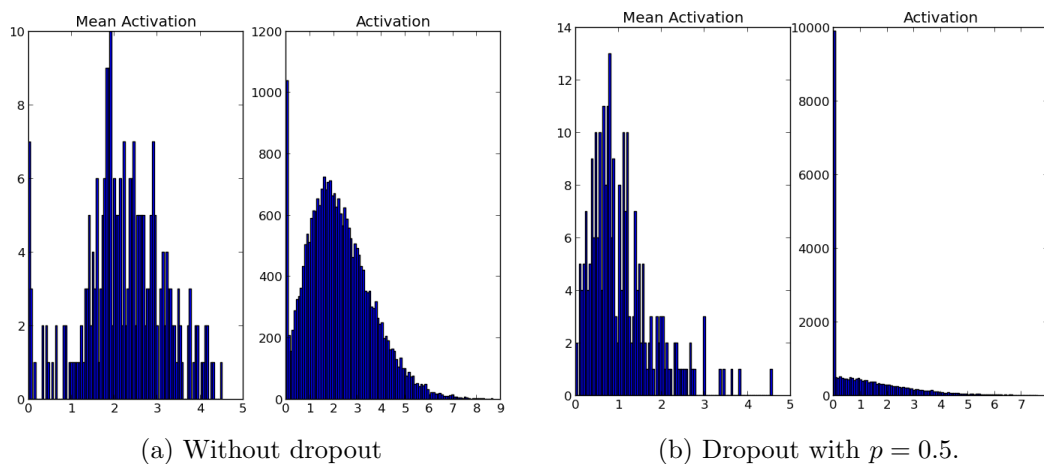 Mean Activation
10
8
6
4
2
0
0 1 2 3 4 5
Activation
1200
1000
800
600
400
200
0
0 1 2 3 4 5 6 7 8 9
(a) Without dropout
Mean Activation
14
12
10
8
6
4
2
0
0 1 2 3 4 5
Activation
10000
8000
6000
4000
2000
0
0 1 2 3 4 5 6 7
(b) Dropout with p = 0.5.